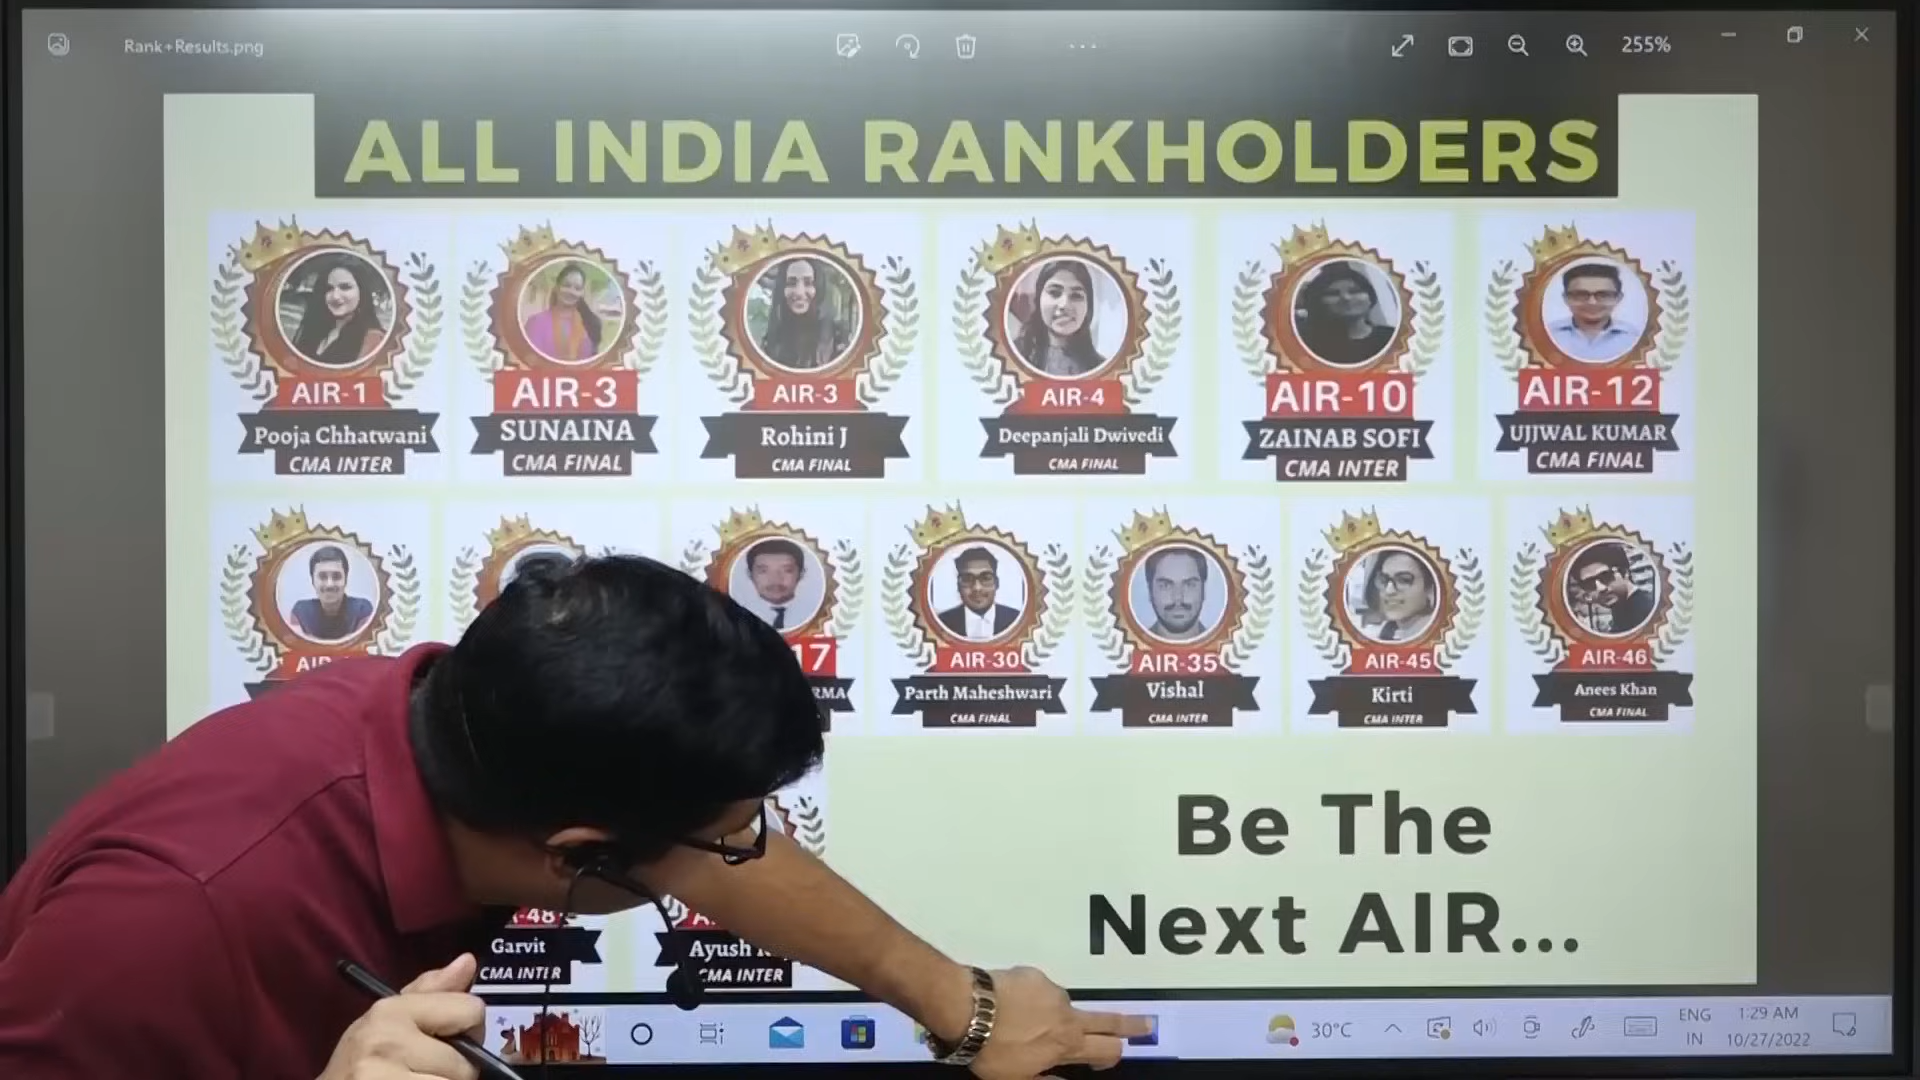 Rank+Results.png
255%
ALL INDIA RANKHOLDERS
AIR-1
Pooja Chhatwani
CMA INTER
AIR-3
SUNAINA
CMA FINAL
AIR-3
Rohini J
CMA FINAL
AIR-4
Deepanjali Dwivedi
CMA FINAL
AIR-10
ZAINAB SOFI
CMA INTER
AIR-12
UJJWAL KUMAR
CMA FINAL
17
AIR-30
Parth Maheshwari
CMA FINAL
AIR-35
Vishal
CMA INTER
AIR-45
Kirti
CMA INTER
AIR-46
Anees Khan
CMA FINAL
-48
Garvit
CMA INTER
Ayush
CMA INTER
Be The
Next AIR...
30°C
ENG
IN
1:29 AM
10/27/2022